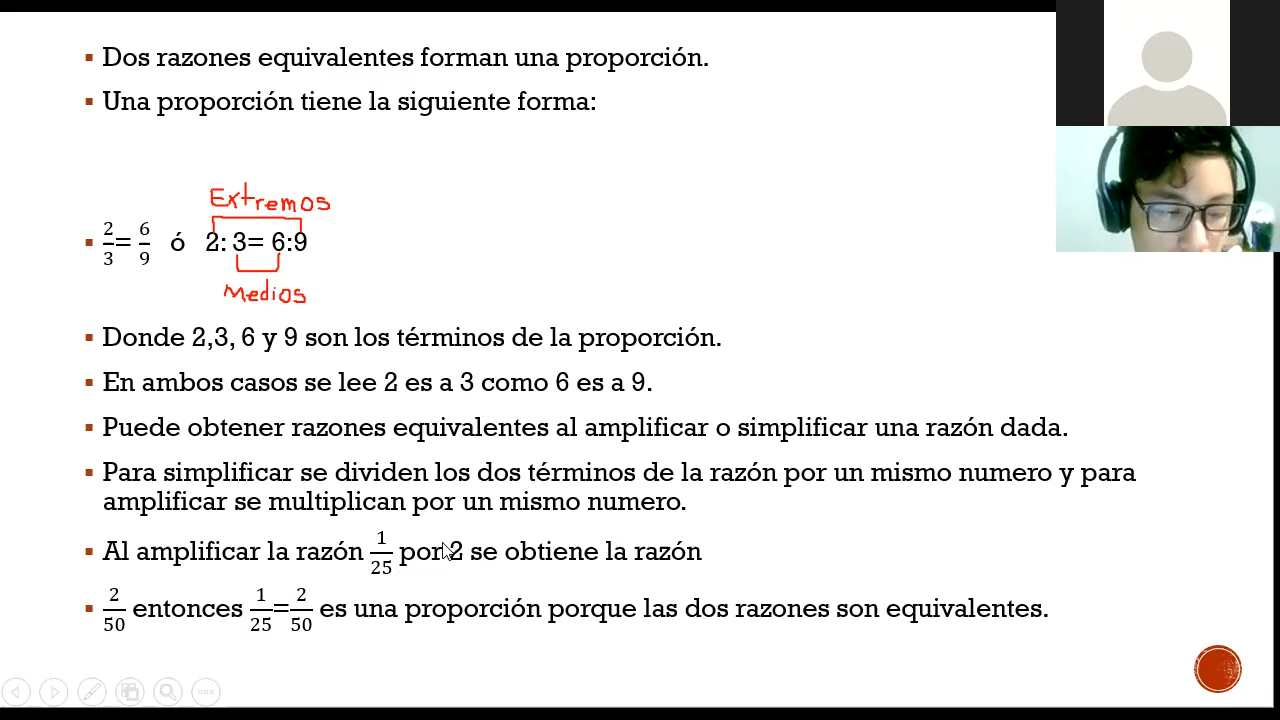 Dos razones equivalentes forman una proporción.
Una proporción tiene la siguiente forma:
Extremos
2/3 = 6/9 ó 2: 3= 6:9
Medios
Donde 2,3, 6 y 9 son los términos de la proporción.
En ambos casos se lee 2 es a 3 como 6 es a 9.
Puede obtener razones equivalentes al amplificar o simplificar una razón dada.
Para simplificar se dividen los dos términos de la razón por un mismo numero y para
amplificar se multiplican por un mismo numero.
Al amplificar la razón 1/25 por 2 se obtiene la razón
2/50 entonces 1/25=2/50 es una proporción porque las dos razones son equivalentes.